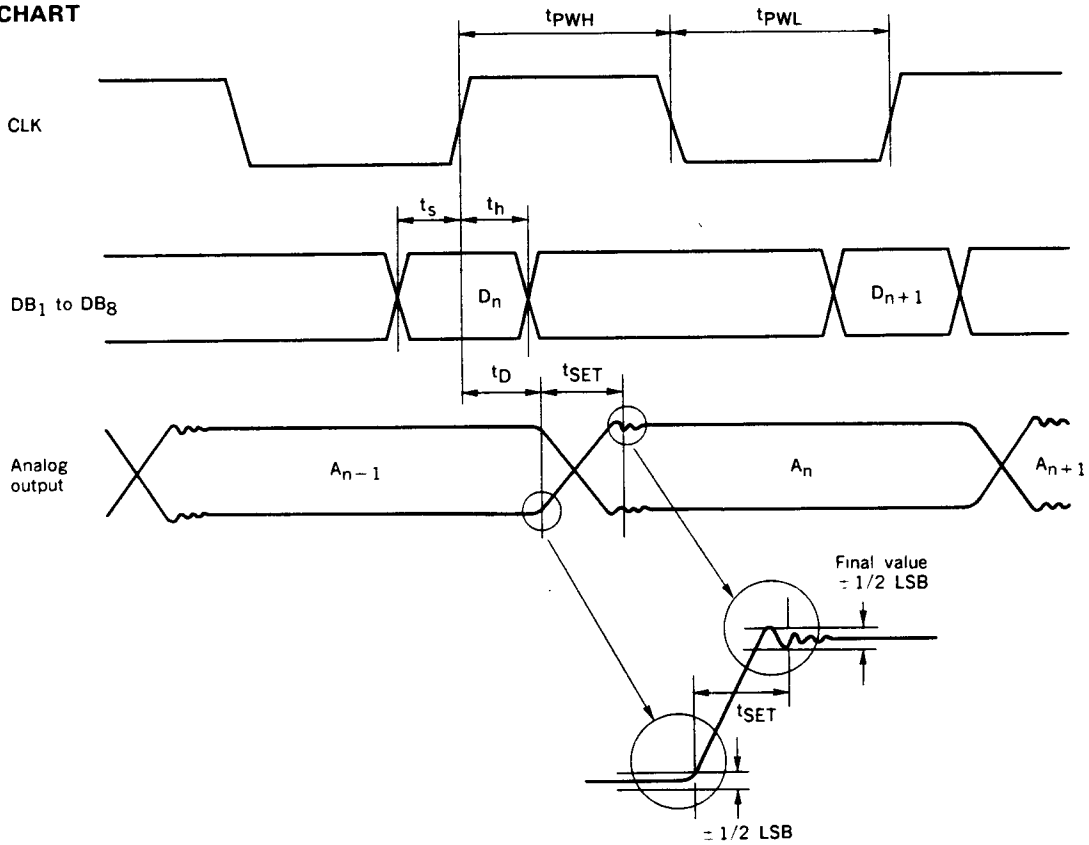 CHART
tPWH
tPWL
CLK
ts
th
DB1 to DB8
Dn
Dn+1
tD
tSET
Analog
output
An−1
An
An+1
Final value
± 1/2 LSB
tSET
± 1/2 LSB